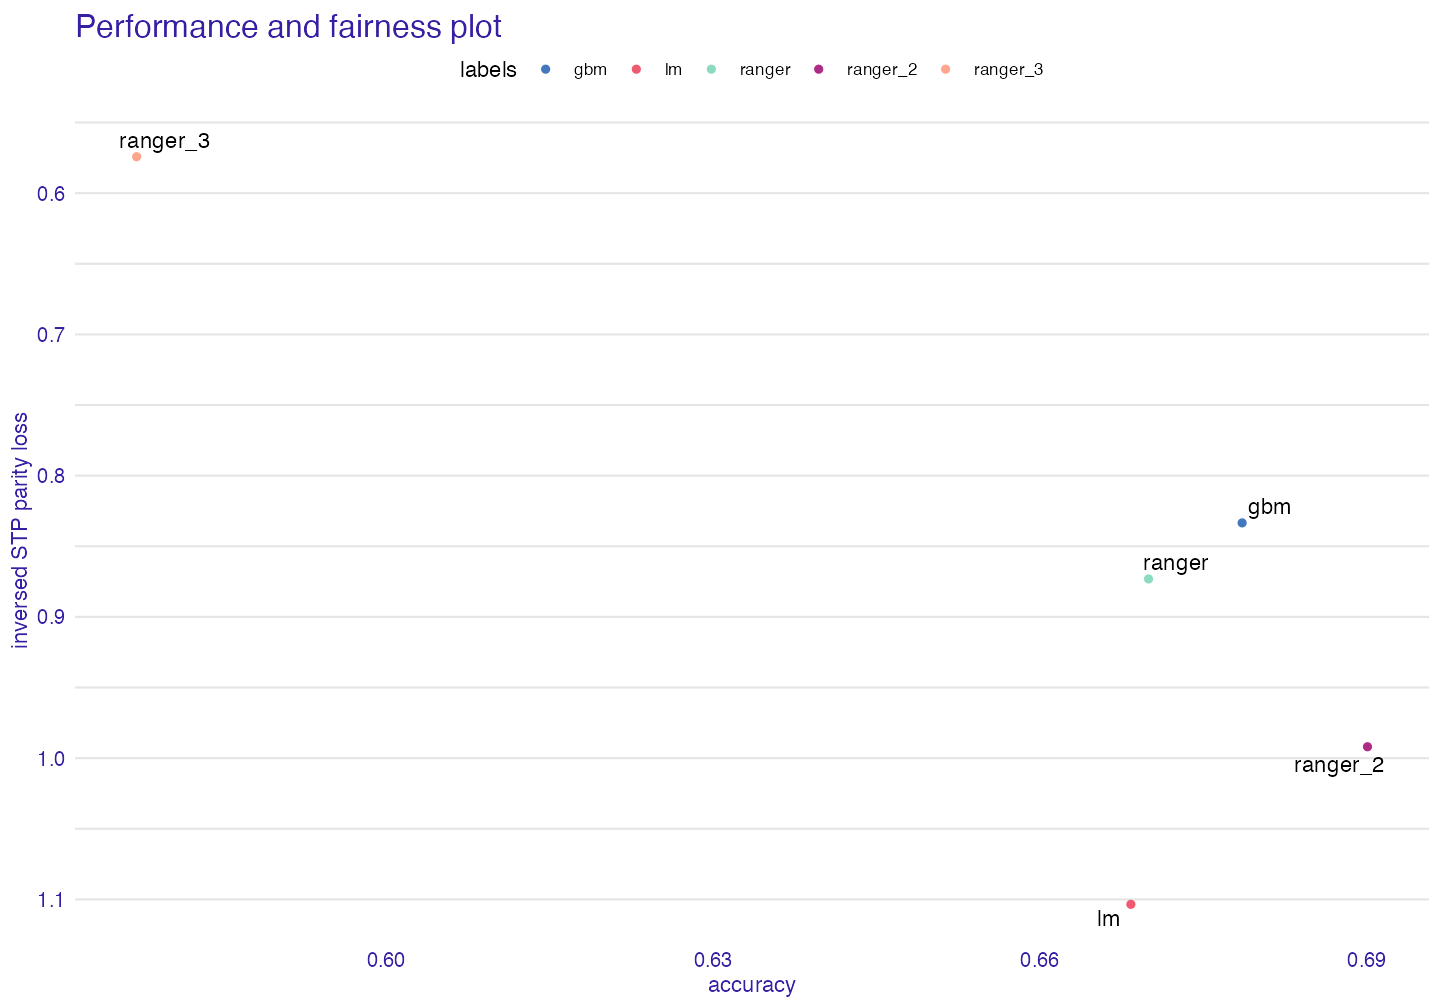 Performance and fairness plot
labels gbm lm ranger ranger_2 ranger_3
ranger_3
0.6
0.7
0.8
gbm
ranger
0.9
1.0
ranger_2
1.1
lm
inversed STP parity loss
0.60 0.63 0.66 0.69
accuracy